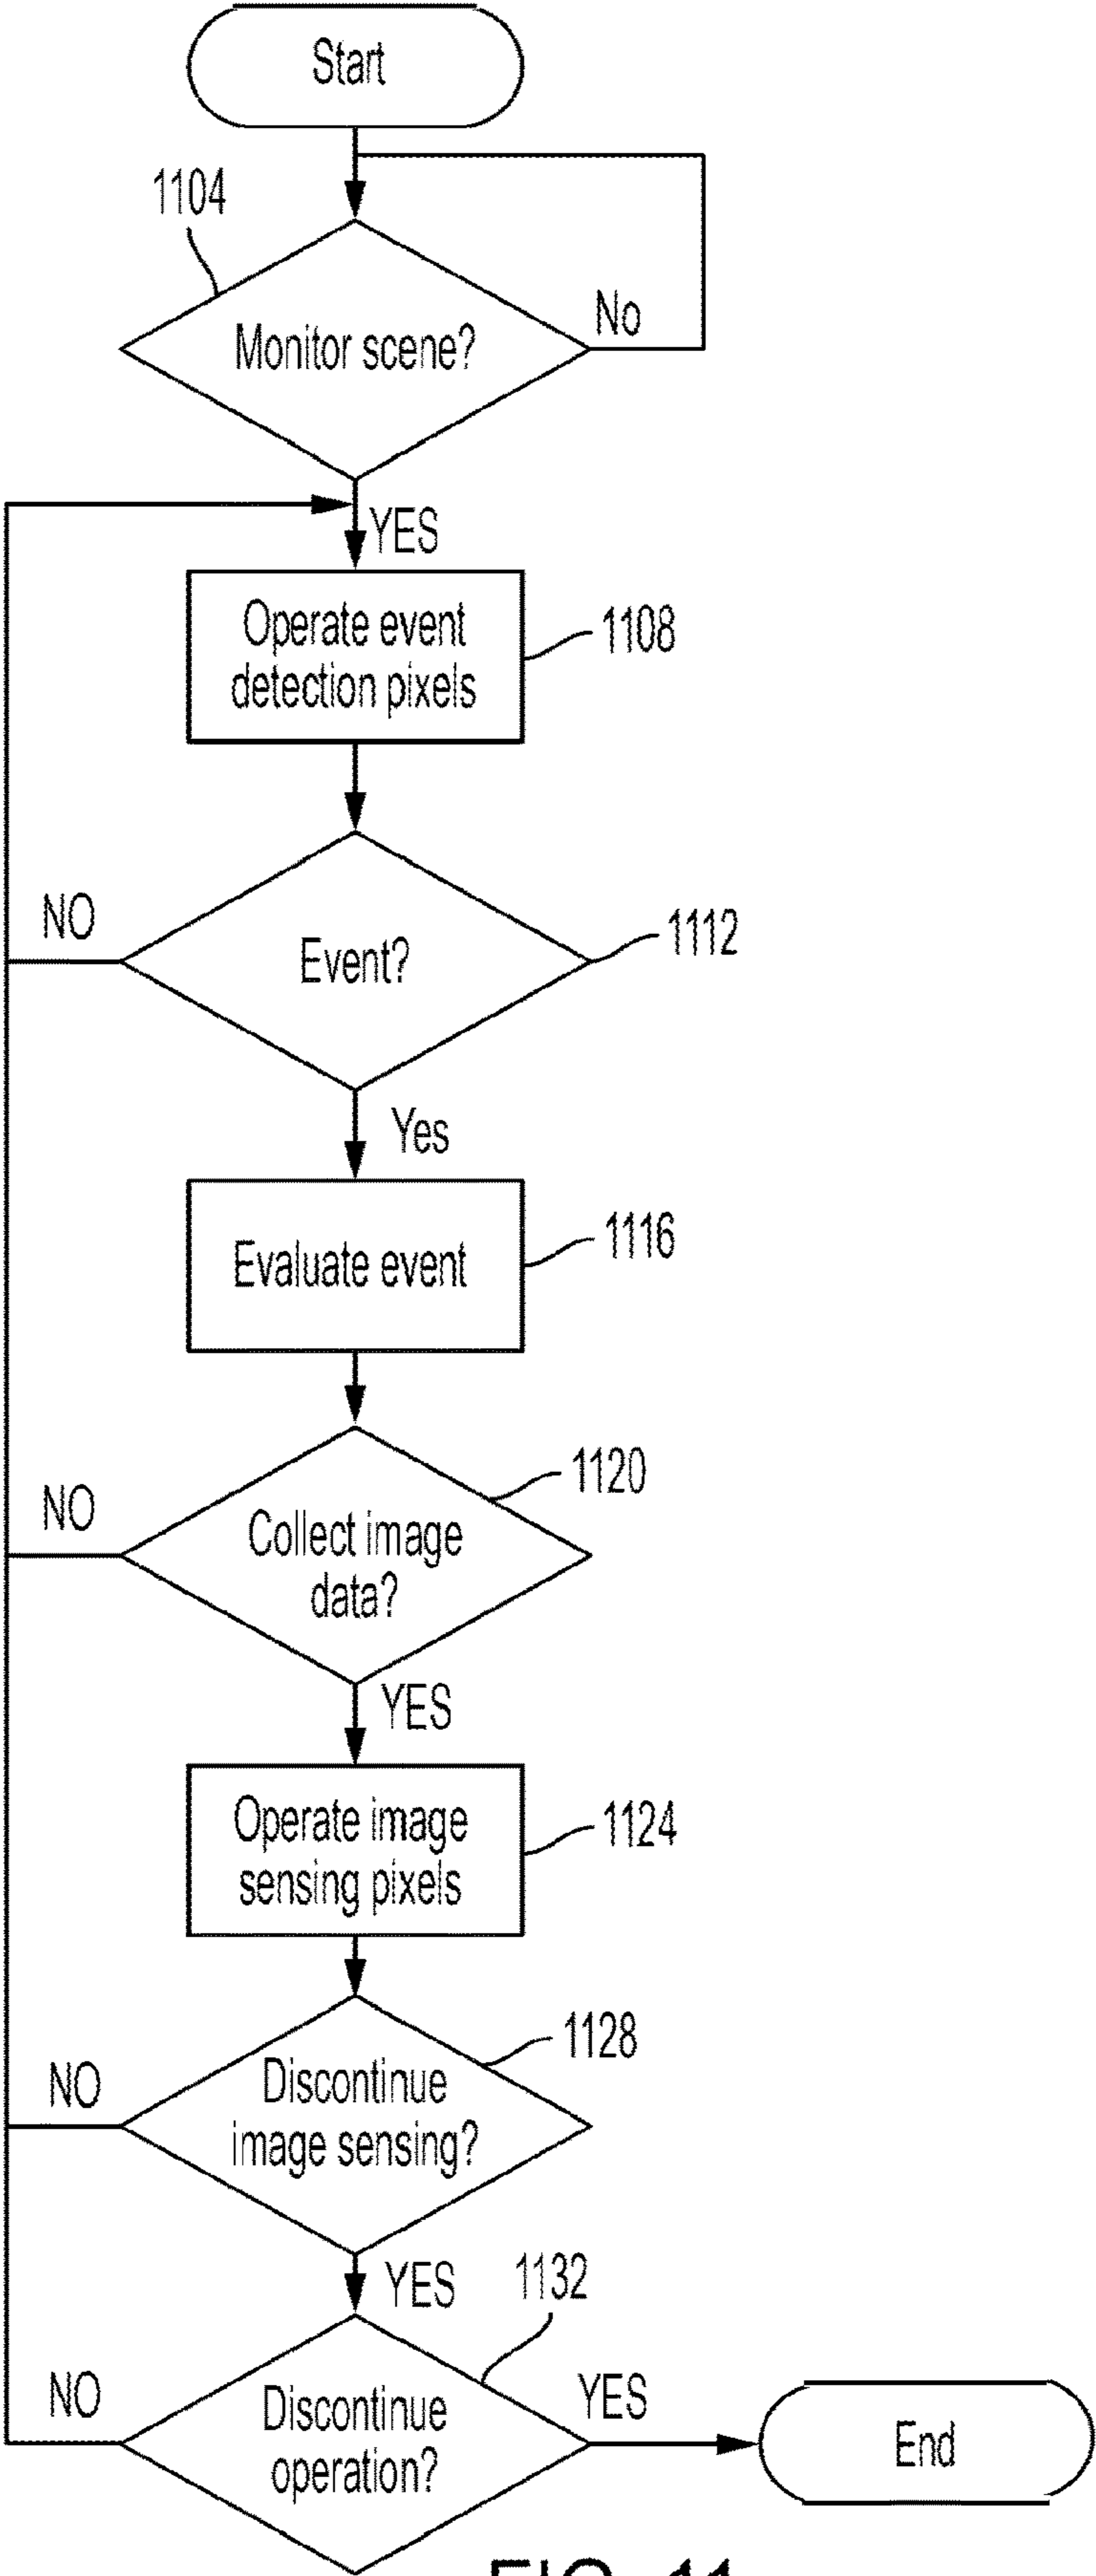 Start
1104
Monitor scene?
No
YES
Operate event
detection pixels
1108
NO
Event?
1112
Yes
Evaluate event
1116
1120
NO
Collect image
data?
YES
Operate image
sensing pixels
1124
1128
NO
Discontinue
image sensing?
YES
1132
NO
Discontinue
operation?
YES
End
FIG. 11